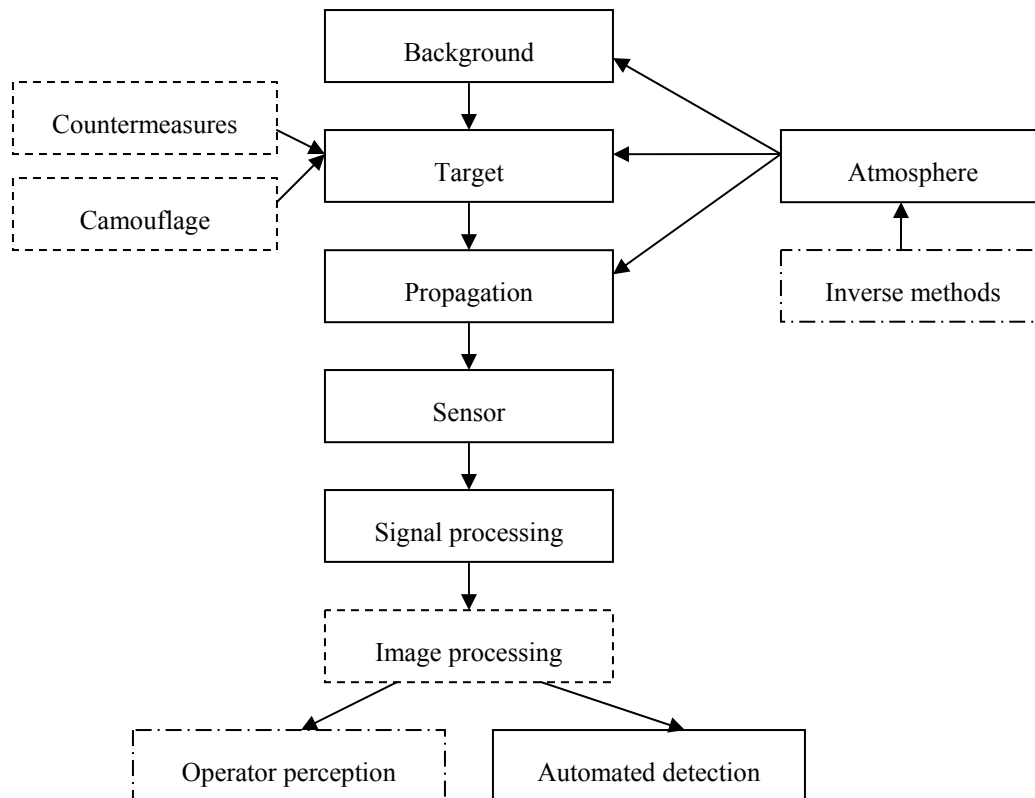 Background
Countermeasures
Target
Atmosphere
Camouflage
Propagation
Inverse methods
Sensor
Signal processing
Image processing
Operator perception
Automated detection